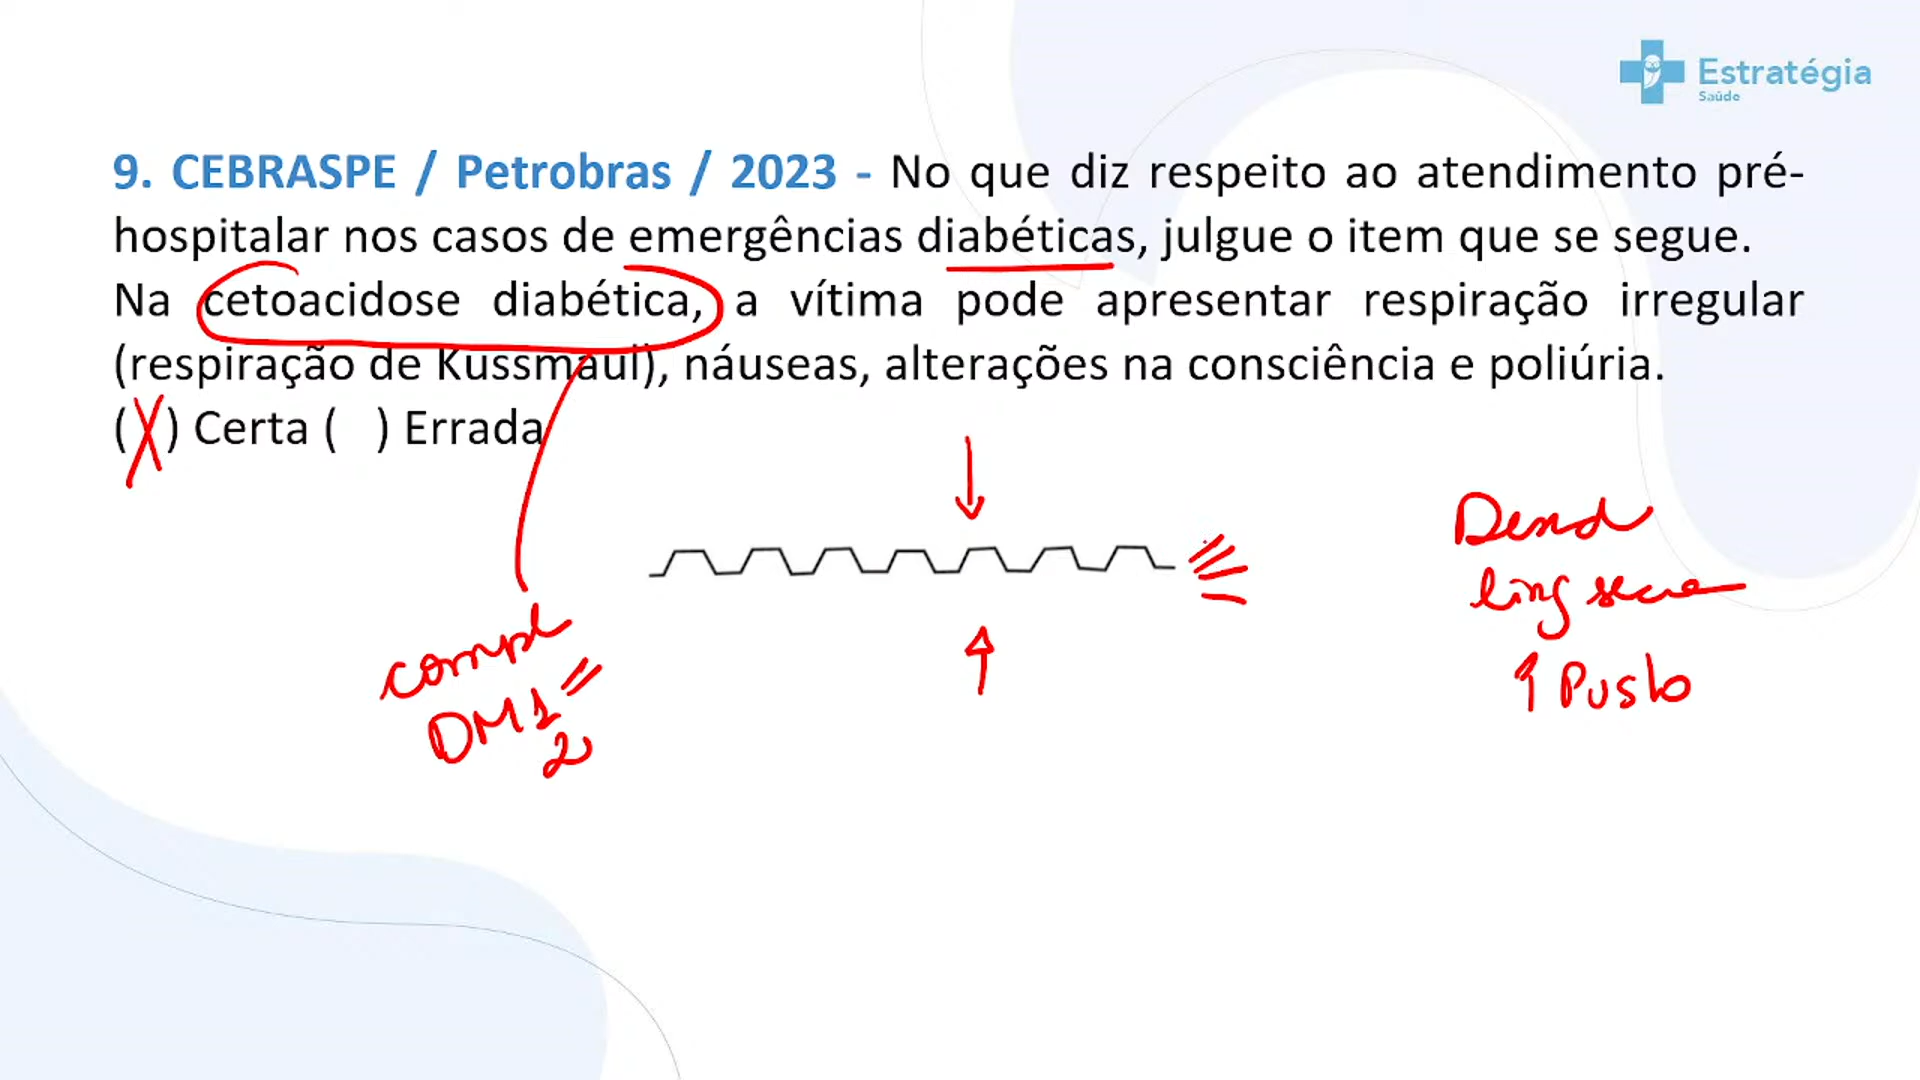 Estratégia
Saúde
9. CEBRASPE / Petrobras / 2023 - No que diz respeito ao atendimento pré-
hospitalar nos casos de emergências diabéticas, julgue o item que se segue.
Na cetoacidose diabética, a vítima pode apresentar respiração irregular
(respiração de Kussmaul), náuseas, alterações na consciência e poliúria.
(X) Certa ( ) Errada
compl
DM1
2
ling seca
↑